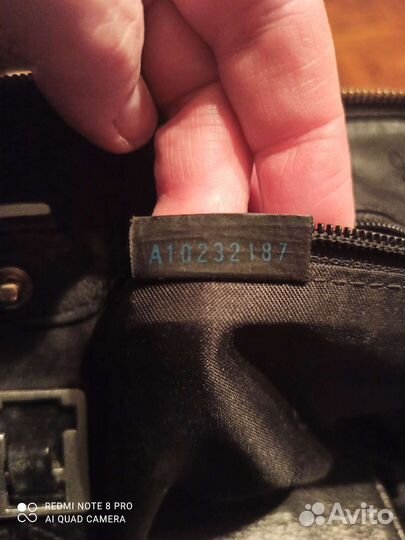 A10232187
REDMI NOTE 8 PRO
AI QUAD CAMERA
Avito